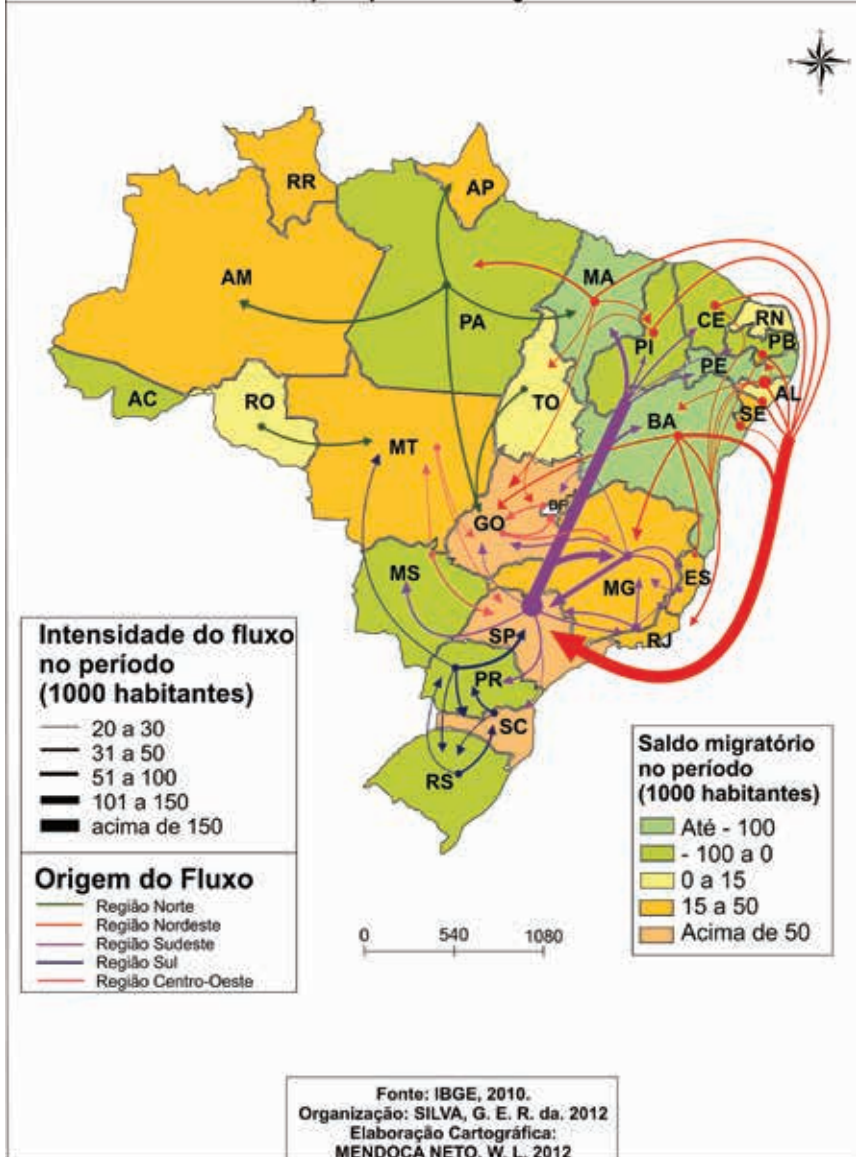 RR
AP
AM
PA
MA
CE
RN
PB
PI
PE
AL
SE
AC
RO
TO
BA
MT
DF
GO
MS
MG
ES
SP
RJ
PR
SC
RS
Intensidade do fluxo
no período
(1000 habitantes)
20 a 30
31 a 50
51 a 100
101 a 150
acima de 150
Origem do Fluxo
Região Norte
Região Nordeste
Região Sudeste
Região Sul
Região Centro-Oeste
0 540 1080
Saldo migratório
no período
(1000 habitantes)
Até - 100
- 100 a 0
0 a 15
15 a 50
Acima de 50
Fonte: IBGE, 2010.
Organização: SILVA, G. E. R. da. 2012
Elaboração Cartográfica:
MENDOÇA NETO, W. L. 2012